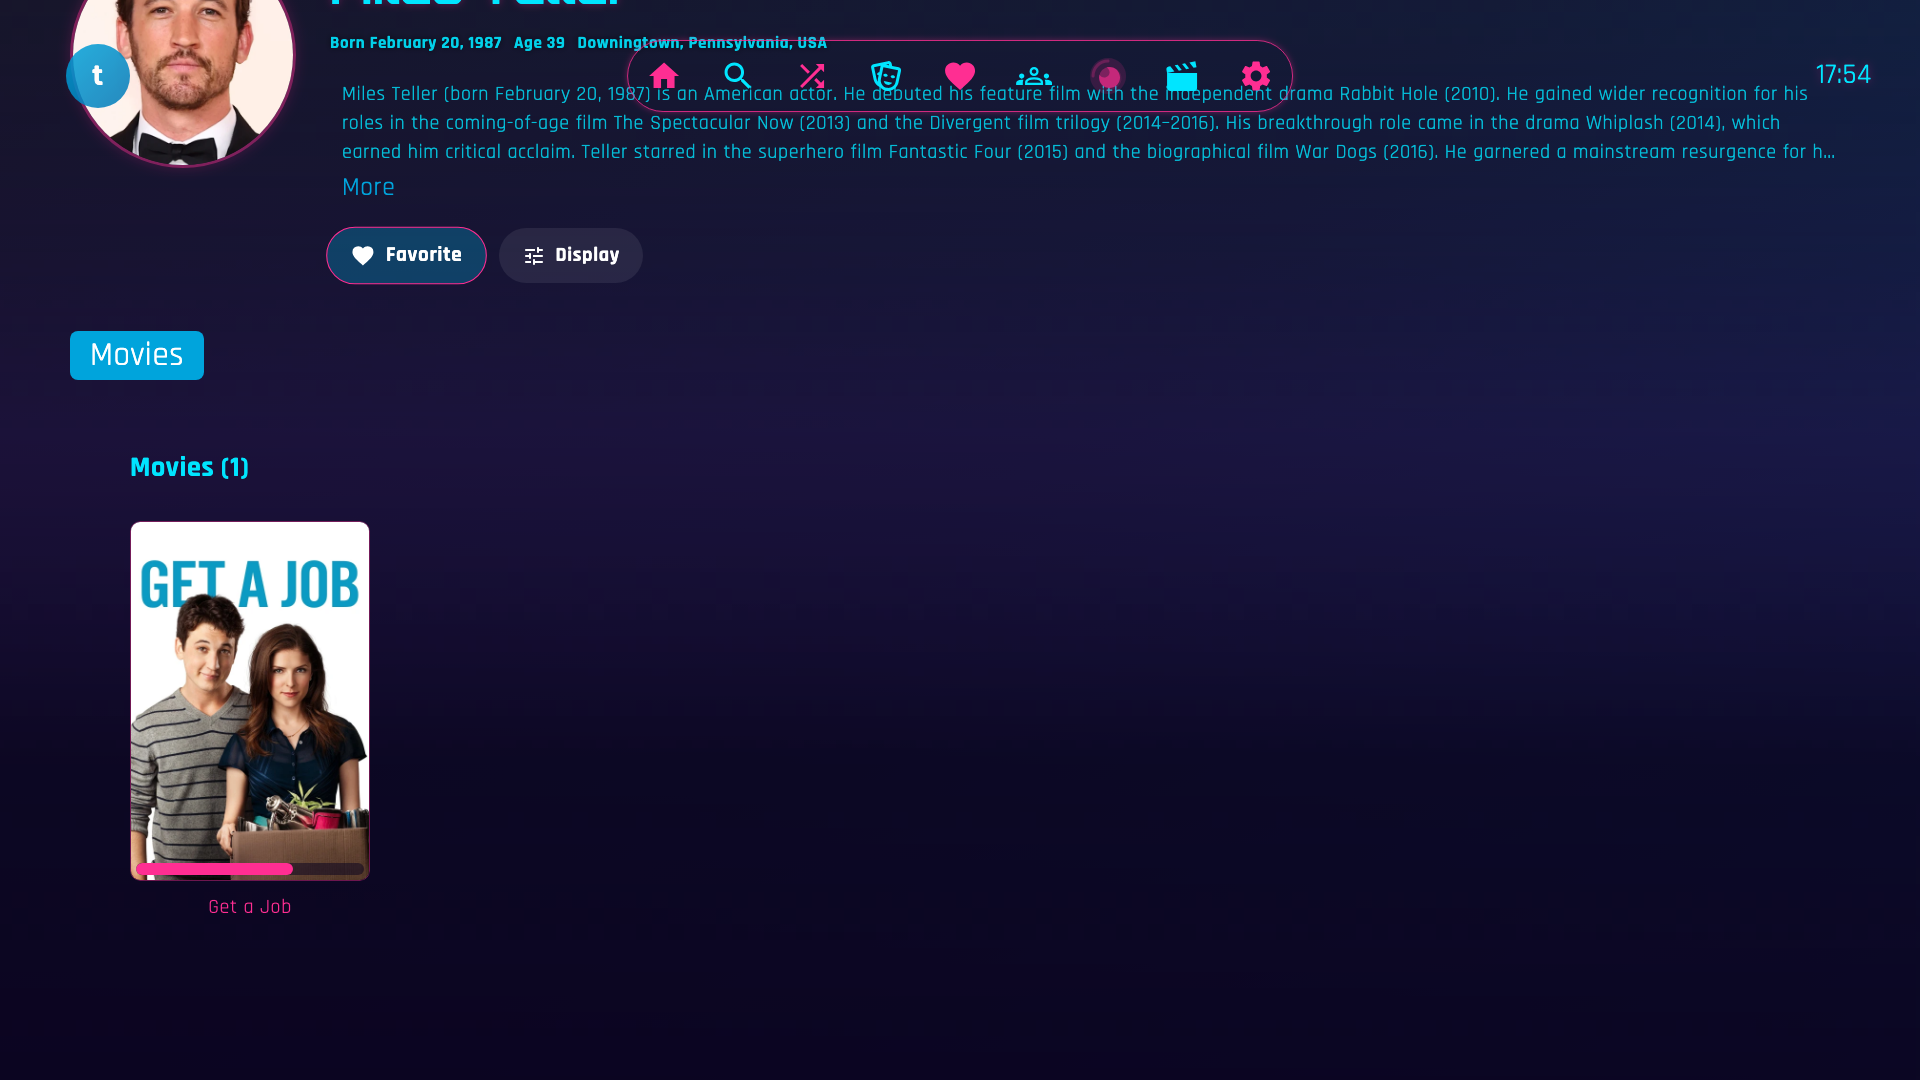 Miles Teller
Born February 20, 1987 Age 39 Downingtown, Pennsylvania, USA
t
17:54
Miles Teller (born February 20, 1987) is an American actor. He debuted his feature film with the independent drama Rabbit Hole (2010). He gained wider recognition for his
roles in the coming-of-age film The Spectacular Now (2013) and the Divergent film trilogy (2014–2016). His breakthrough role came in the drama Whiplash (2014), which
earned him critical acclaim. Teller starred in the superhero film Fantastic Four (2015) and the biographical film War Dogs (2016). He garnered a mainstream resurgence for h...
More
Favorite
Display
Movies
Movies (1)
GET A JOB
Get a Job